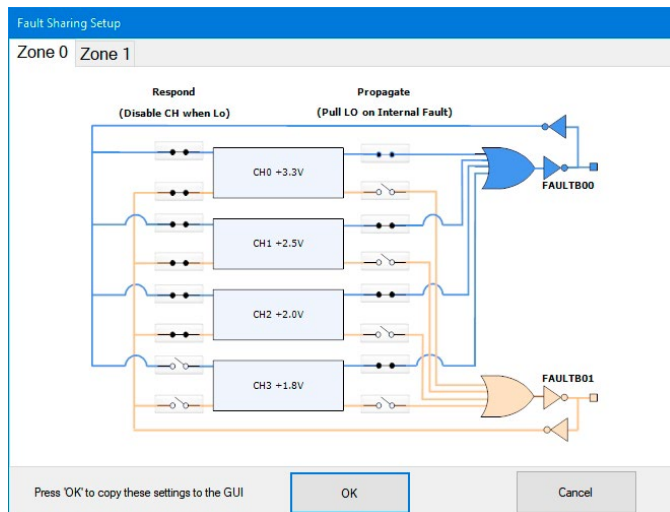 Fault Sharing Setup
Zone 0
Zone 1
Respond
Propagate
(Disable CH when Lo)
(Pull LO on Internal Fault)
CH0 +3.3V
FAULTB00
CH1 +2.5V
CH2 +2.0V
CH3 +1.8V
FAULTB01
Press 'OK' to copy these settings to the GUI
OK
Cancel